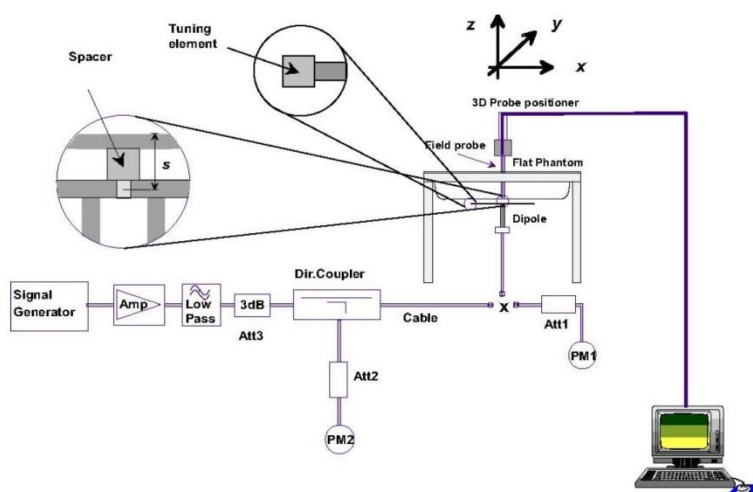 Tuning
element
Spacer
s
z
y
x
3D Probe positioner
Field probe
Flat Phantom
Dipole
Signal
Generator
Amp
Low
Pass
3dB
Att3
Dir.Coupler
Cable
x
Att1
PM1
Att2
PM2